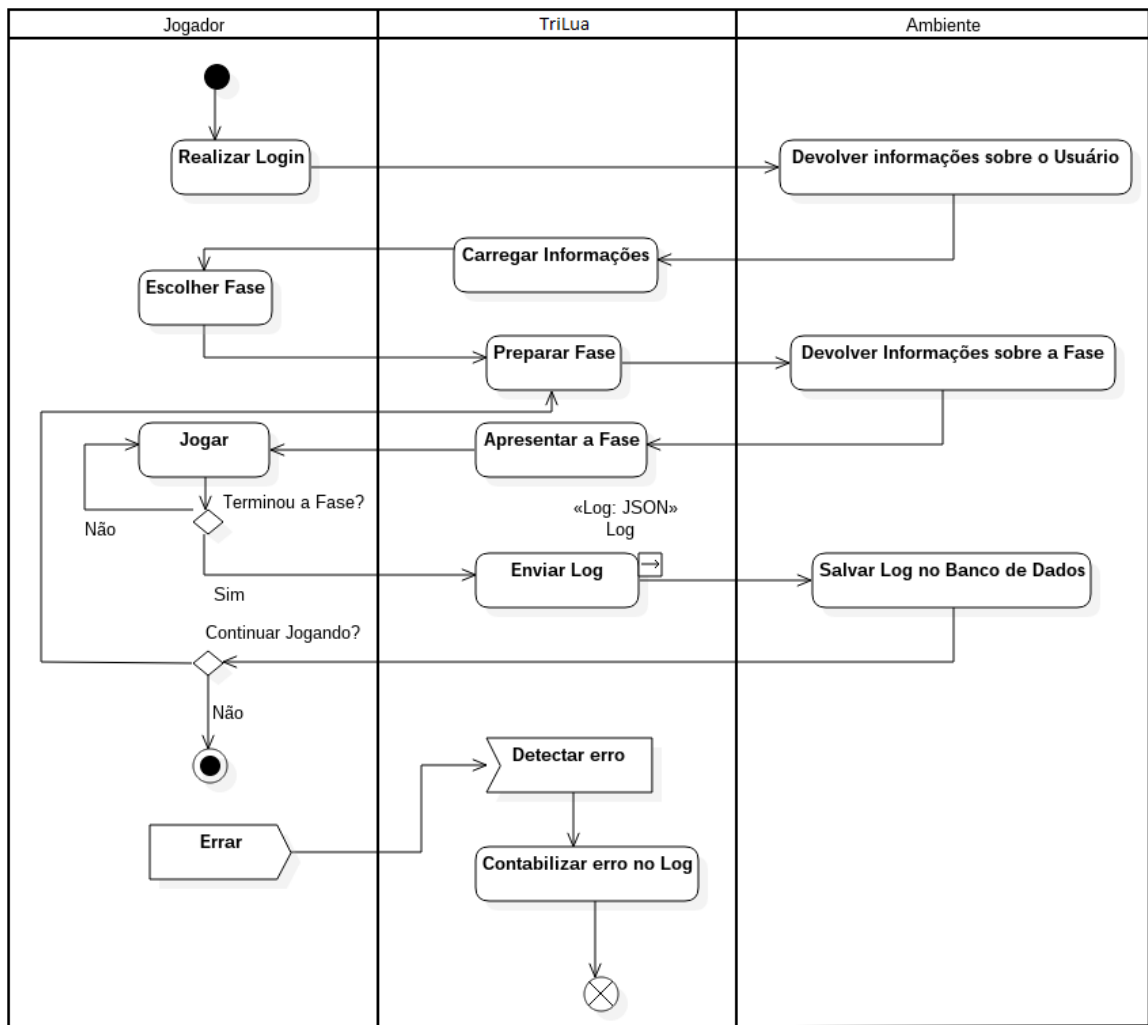 Jogador
TriLua
Ambiente
Realizar Login
Devolver informações sobre o Usuário
Carregar Informações
Escolher Fase
Preparar Fase
Devolver Informações sobre a Fase
Jogar
Apresentar a Fase
Terminou a Fase?
Não
«Log: JSON»
Log
Enviar Log
Salvar Log no Banco de Dados
Sim
Continuar Jogando?
Não
Detectar erro
Errar
Contabilizar erro no Log